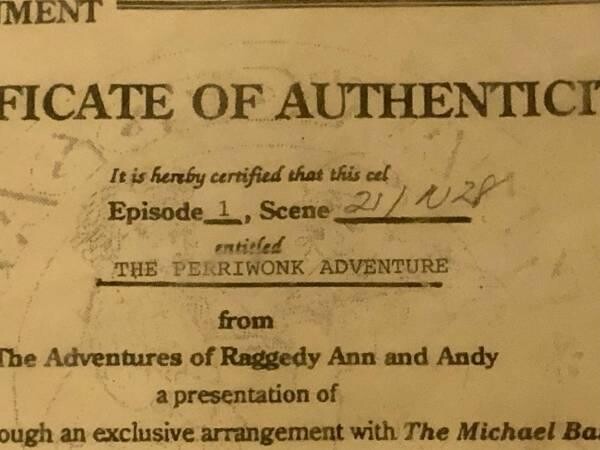 UMENT
FICATE OF AUTHENTICI
It is hereby certified that this cel
Episode 1, Scene 21/N28
entitled
THE PERRIWONK ADVENTURE
from
The Adventures of Raggedy Ann and Andy
a presentation of
ough an exclusive arrangement with The Michael Ba